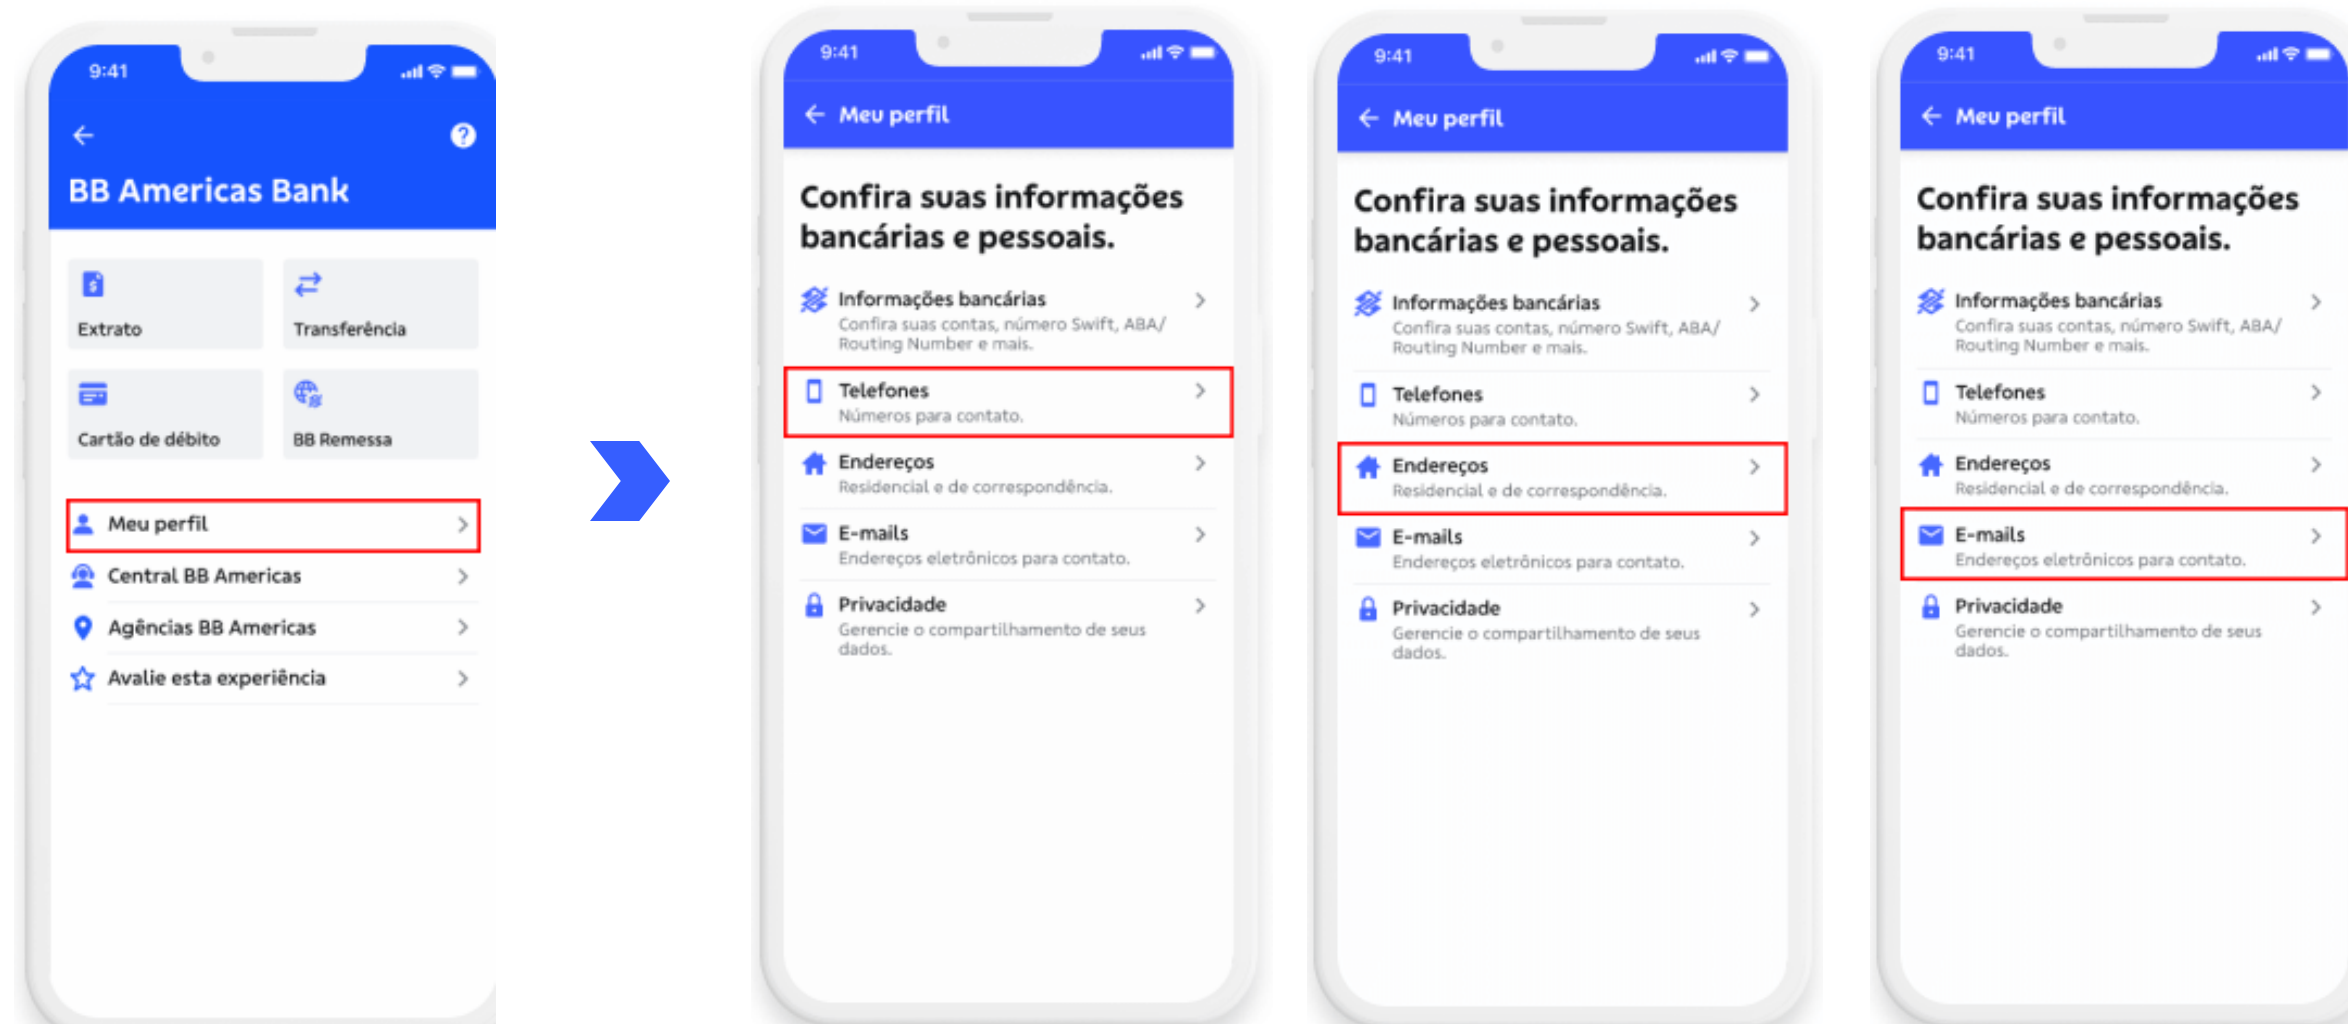 9:41
?
BB Americas Bank
Extrato
Transferência
Cartão de débito
BB Remessa
Meu perfil
Central BB Americas
Agências BB Americas
Avalie esta experiência
9:41
Meu perfil
Confira suas informações
bancárias e pessoais.
Informações bancárias
Confira suas contas, número Swift, ABA/
Routing Number e mais.
Telefones
Números para contato.
Endereços
Residencial e de correspondência.
E-mails
Endereços eletrônicos para contato.
Privacidade
Gerencie o compartilhamento de seus
dados.
9:41
Meu perfil
Confira suas informações
bancárias e pessoais.
Informações bancárias
Confira suas contas, número Swift, ABA/
Routing Number e mais.
Telefones
Números para contato.
Endereços
Residencial e de correspondência.
E-mails
Endereços eletrônicos para contato.
Privacidade
Gerencie o compartilhamento de seus
dados.
9:41
Meu perfil
Confira suas informações
bancárias e pessoais.
Informações bancárias
Confira suas contas, número Swift, ABA/
Routing Number e mais.
Telefones
Números para contato.
Endereços
Residencial e de correspondência.
E-mails
Endereços eletrônicos para contato.
Privacidade
Gerencie o compartilhamento de seus
dados.